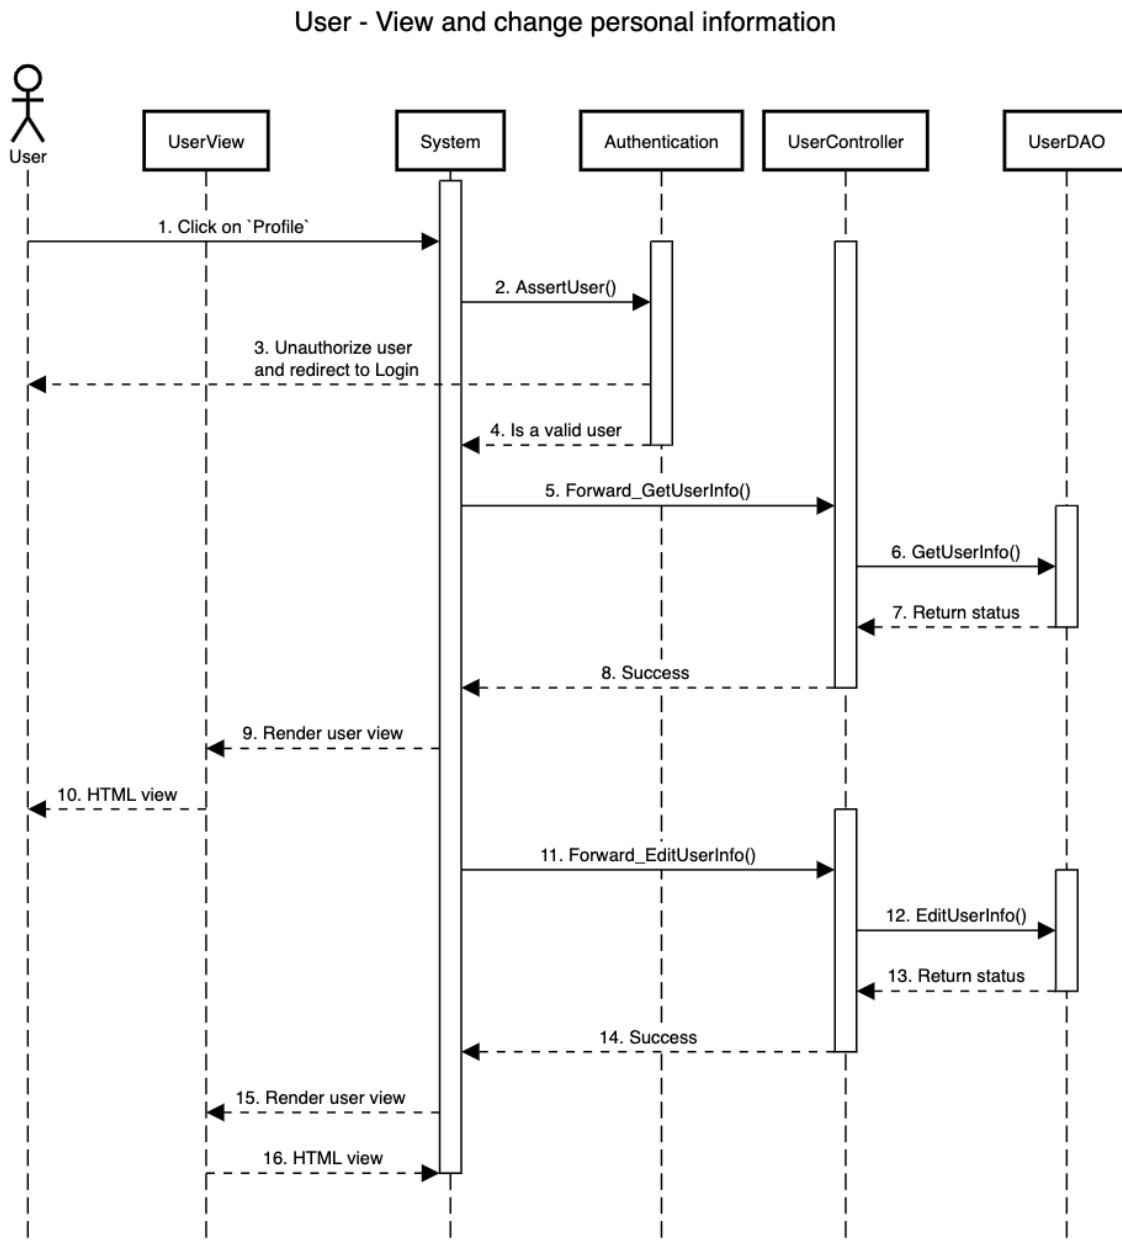 User - View and change personal information
User
UserView
System
Authentication
UserController
UserDAO
1. Click on `Profile`
2. AssertUser()
3. Unauthorize user
and redirect to Login
4. Is a valid user
5. Forward_GetUserInfo()
6. GetUserInfo()
7. Return status
8. Success
9. Render user view
10. HTML view
11. Forward_EditUserInfo()
12. EditUserInfo()
13. Return status
14. Success
15. Render user view
16. HTML view